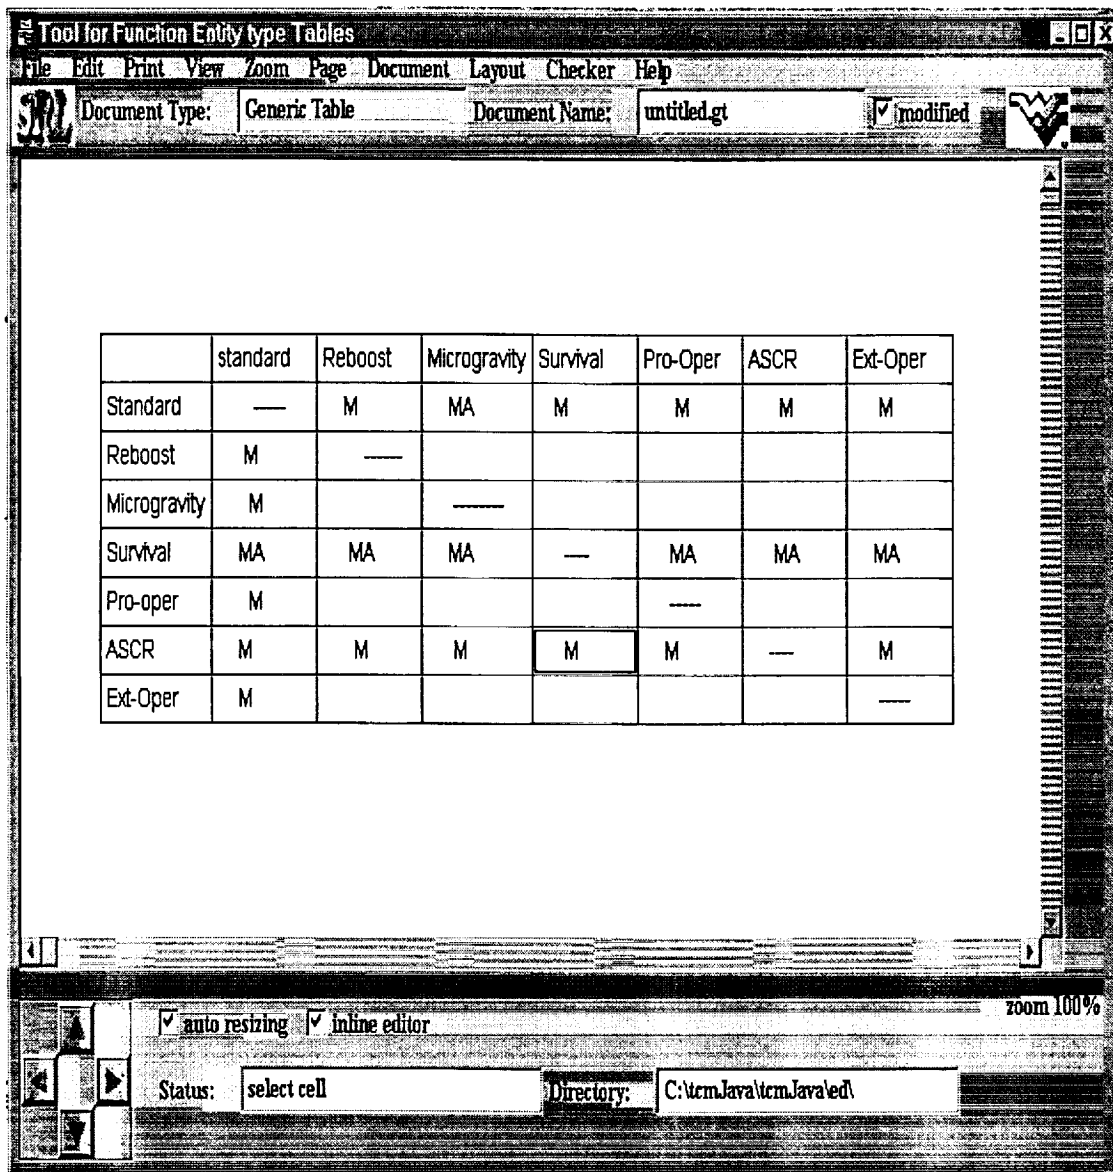 Tool for Function Entity type Tables
File Edit Print View Zoom Page Document Layout Checker Help
Document Type: Generic Table Document Name: untitled.gt modified
standard Reboost Microgravity Survival Pro-Oper ASCR Ext-Oper
Standard ---- M MA M M M M
Reboost M -----
Microgravity M -------
Survival MA MA MA ---- MA MA MA
Pro-oper M -----
ASCR M M M M M ---- M
Ext-Oper M -----
zoom 100%
auto resizing inline editor
Status: select cell Directory: C:\tcmJava\tcmJava\ed\